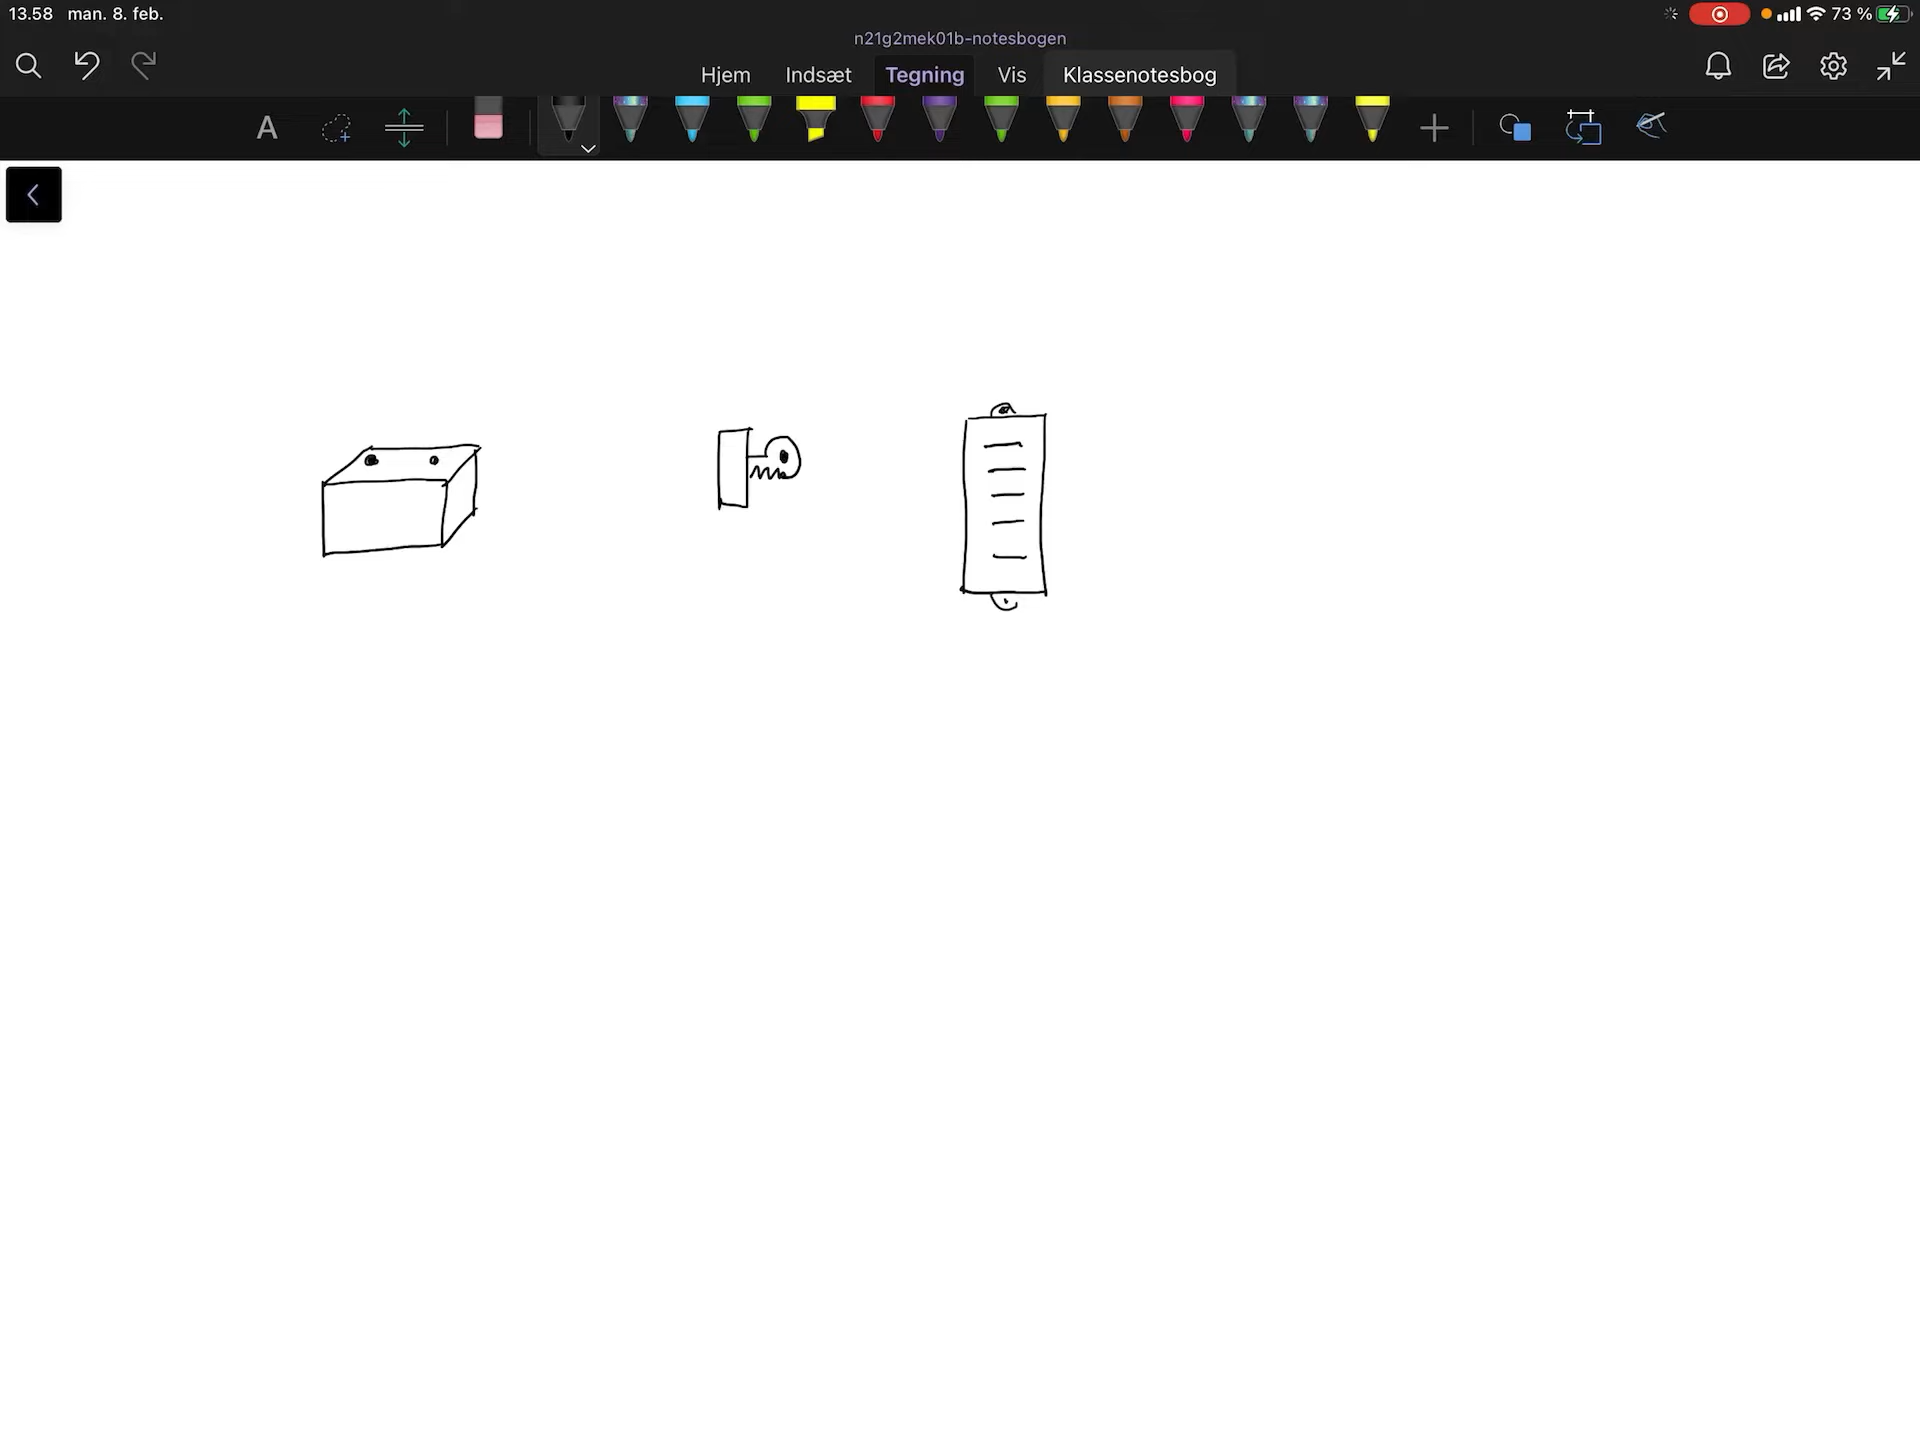 13.58 man. 8. feb.
73 %
n21g2mek01b-notesbogen
Hjem Indsæt Tegning Vis Klassenotesbog
A